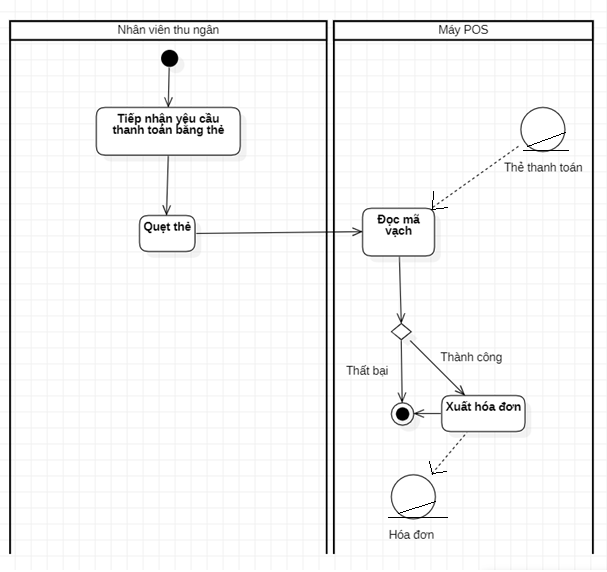 Nhân viên thu ngân
Máy POS
Tiếp nhận yêu cầu
thanh toán bằng thẻ
Thẻ thanh toán
Quẹt thẻ
Đọc mã
vạch
Thất bại
Thành công
Xuất hóa đơn
Hóa đơn